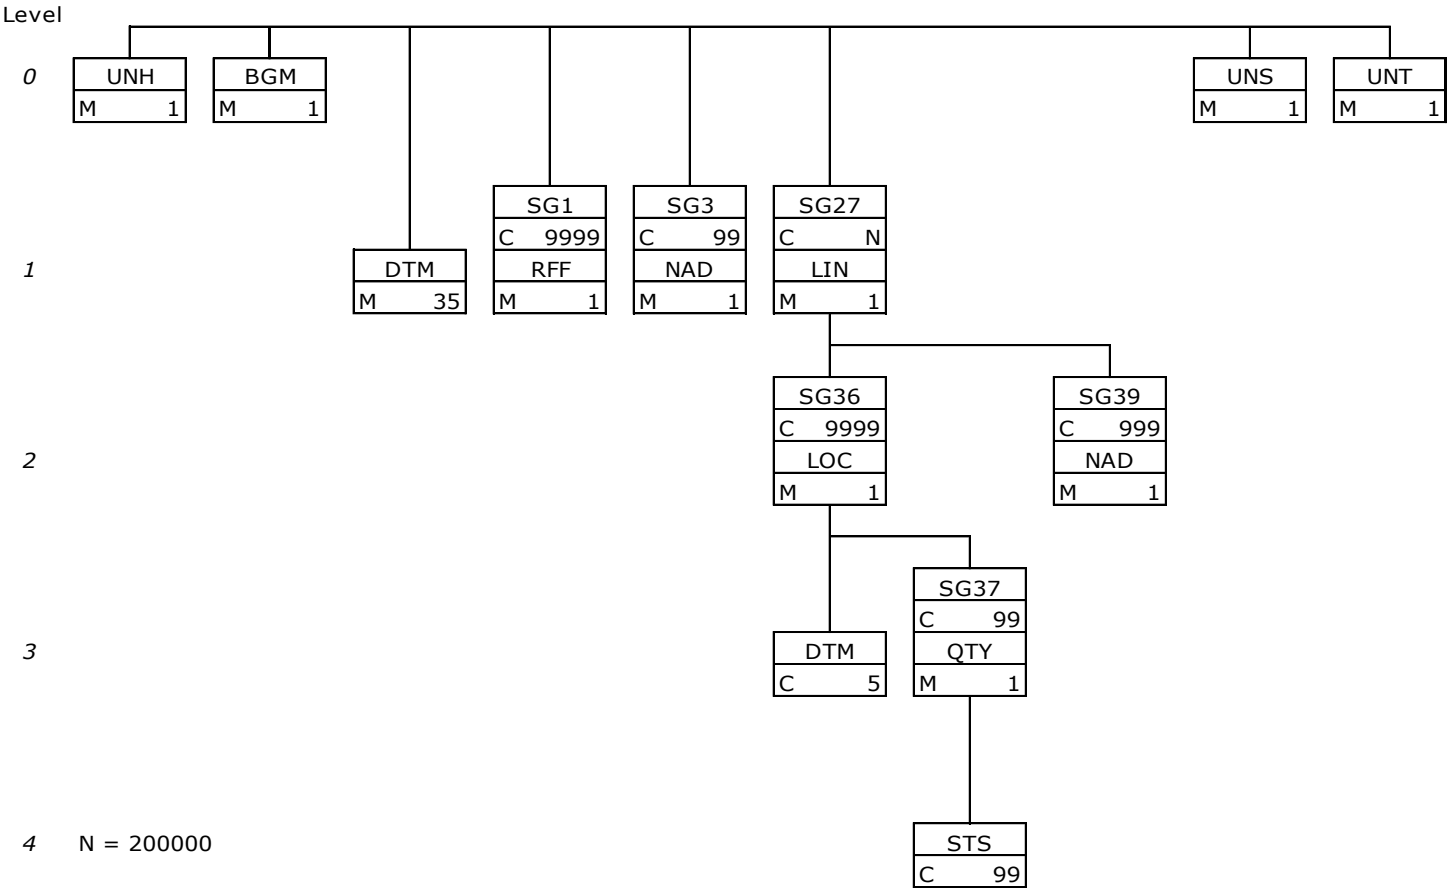 Level
0 UNH BGM UNS UNT
M 1 M 1 M 1 M 1
SG1 SG3 SG27
C 9999 C 99 C N
1 DTM RFF NAD LIN
M 35 M 1 M 1 M 1
SG36 SG39
C 9999 C 999
2 LOC NAD
M 1 M 1
SG37
C 99
3 DTM QTY
C 5 M 1
4 N = 200000 STS
C 99